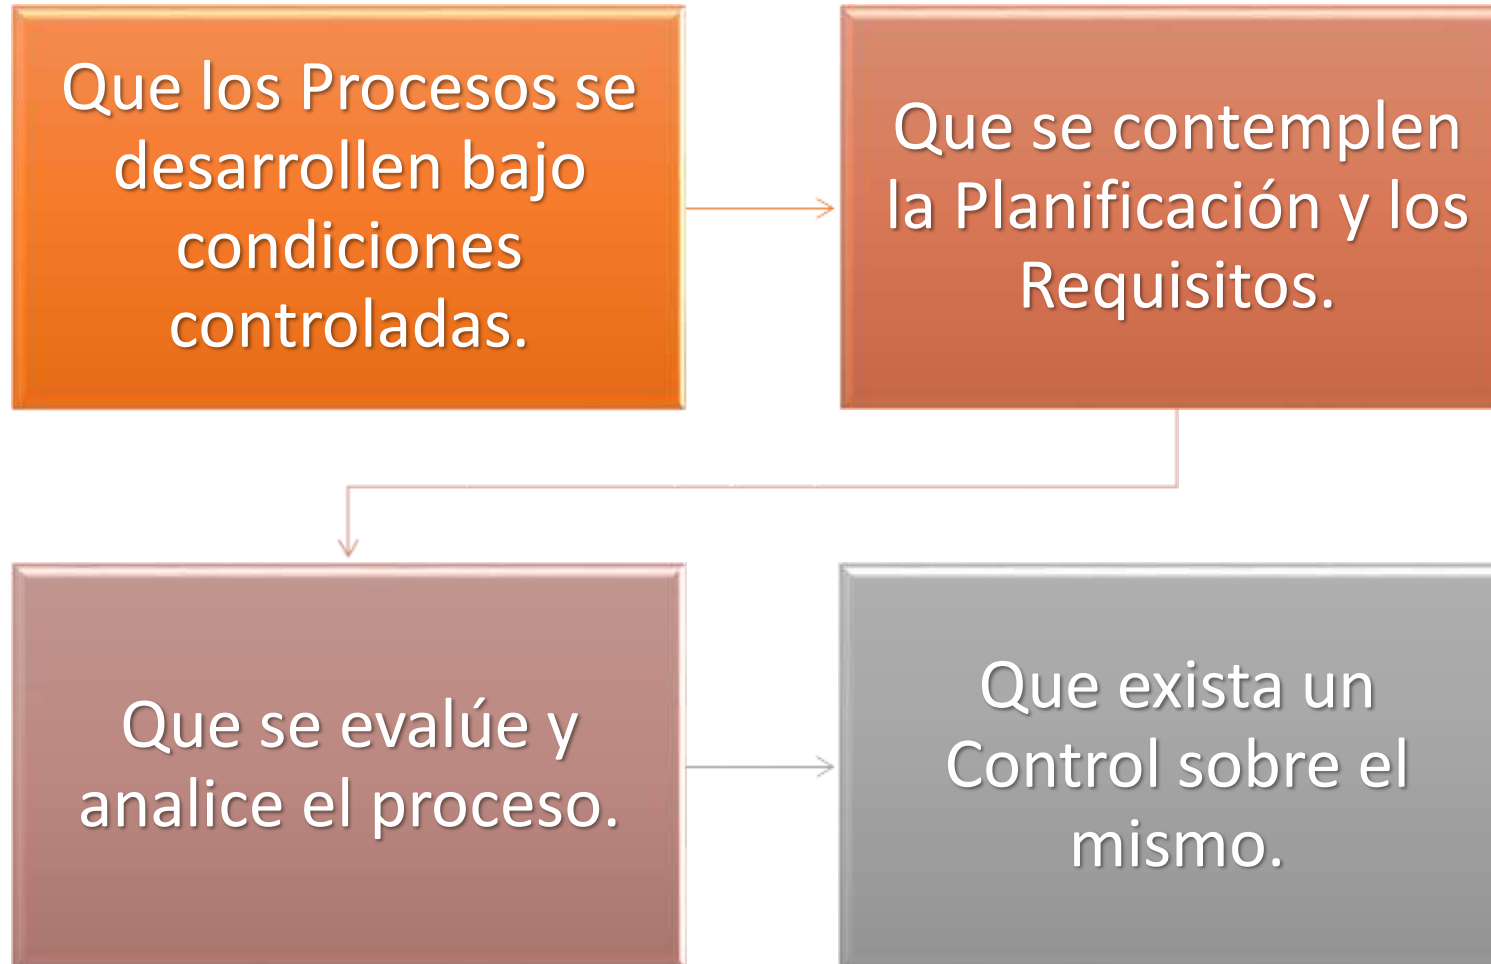 Que los Procesos se
desarrollen bajo
condiciones
controladas.
Que se contemplen
la Planificación y los
Requisitos.
Que se evalúe y
analice el proceso.
Que exista un
Control sobre el
mismo.